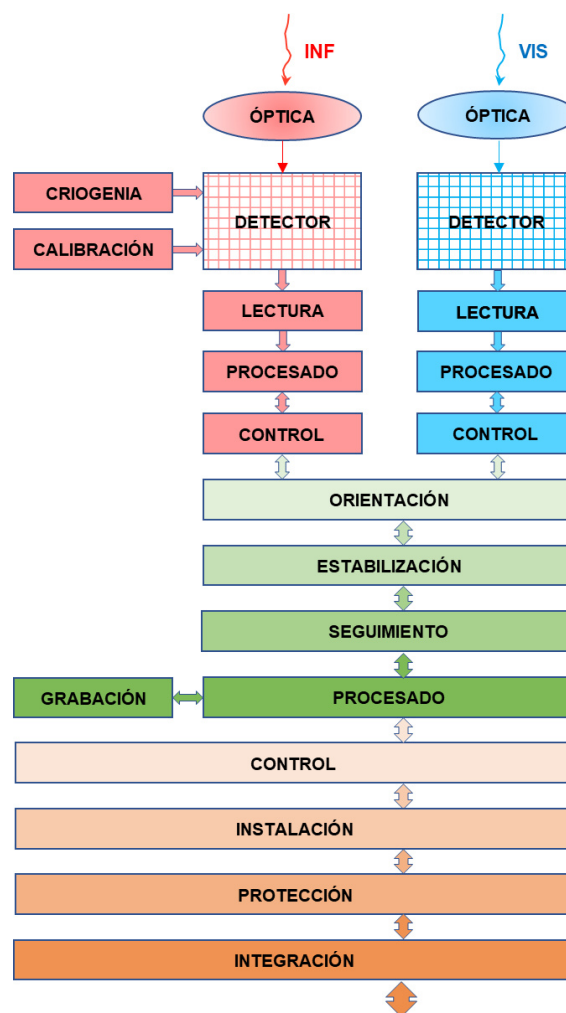 INF
VIS
ÓPTICA
ÓPTICA
CRIOGENIA
DETECTOR
DETECTOR
CALIBRACIÓN
LECTURA
LECTURA
PROCESADO
PROCESADO
CONTROL
CONTROL
ORIENTACIÓN
ESTABILIZACIÓN
SEGUIMIENTO
GRABACIÓN
PROCESADO
CONTROL
INSTALACIÓN
PROTECCIÓN
INTEGRACIÓN